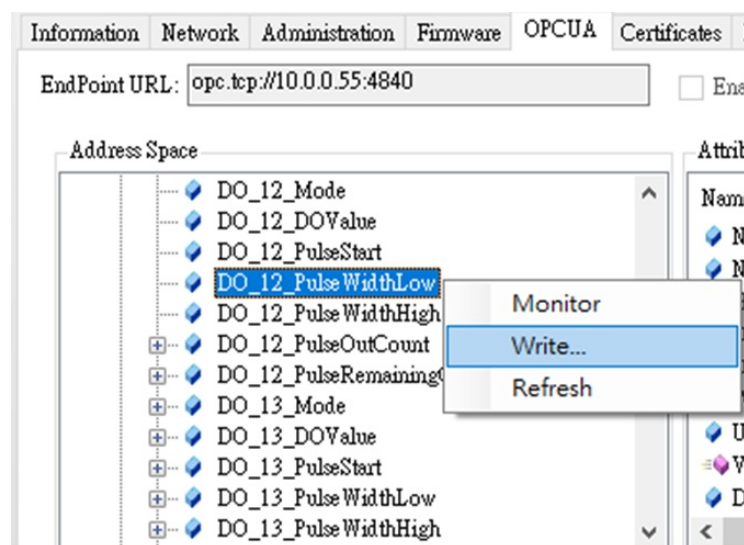 Information Network Administration Firmware OPCUA Certificates
EndPoint URL: opc.tcp://10.0.0.55:4840
Address Space
DO_12_Mode
DO_12_DOValue
DO_12_PulseStart
DO_12_PulseWidthLow
DO_12_PulseWidthHigh
DO_12_PulseOutCount
DO_12_PulseRemaining
DO_13_Mode
DO_13_DOValue
DO_13_PulseStart
DO_13_PulseWidthLow
DO_13_PulseWidthHigh
Monitor
Write...
Refresh